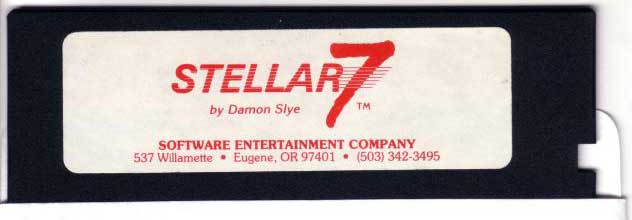 STELLAR 7 ™
by Damon Slye
SOFTWARE ENTERTAINMENT COMPANY
537 Willamette • Eugene, OR 97401 • (503) 342-3495